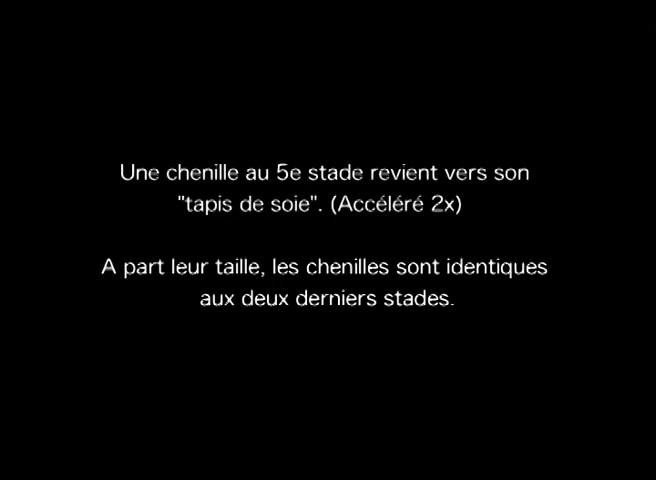 Une chenille au 5e stade revient vers son
"tapis de soie". (Accéléré 2x)
A part leur taille, les chenilles sont identiques
aux deux derniers stades.